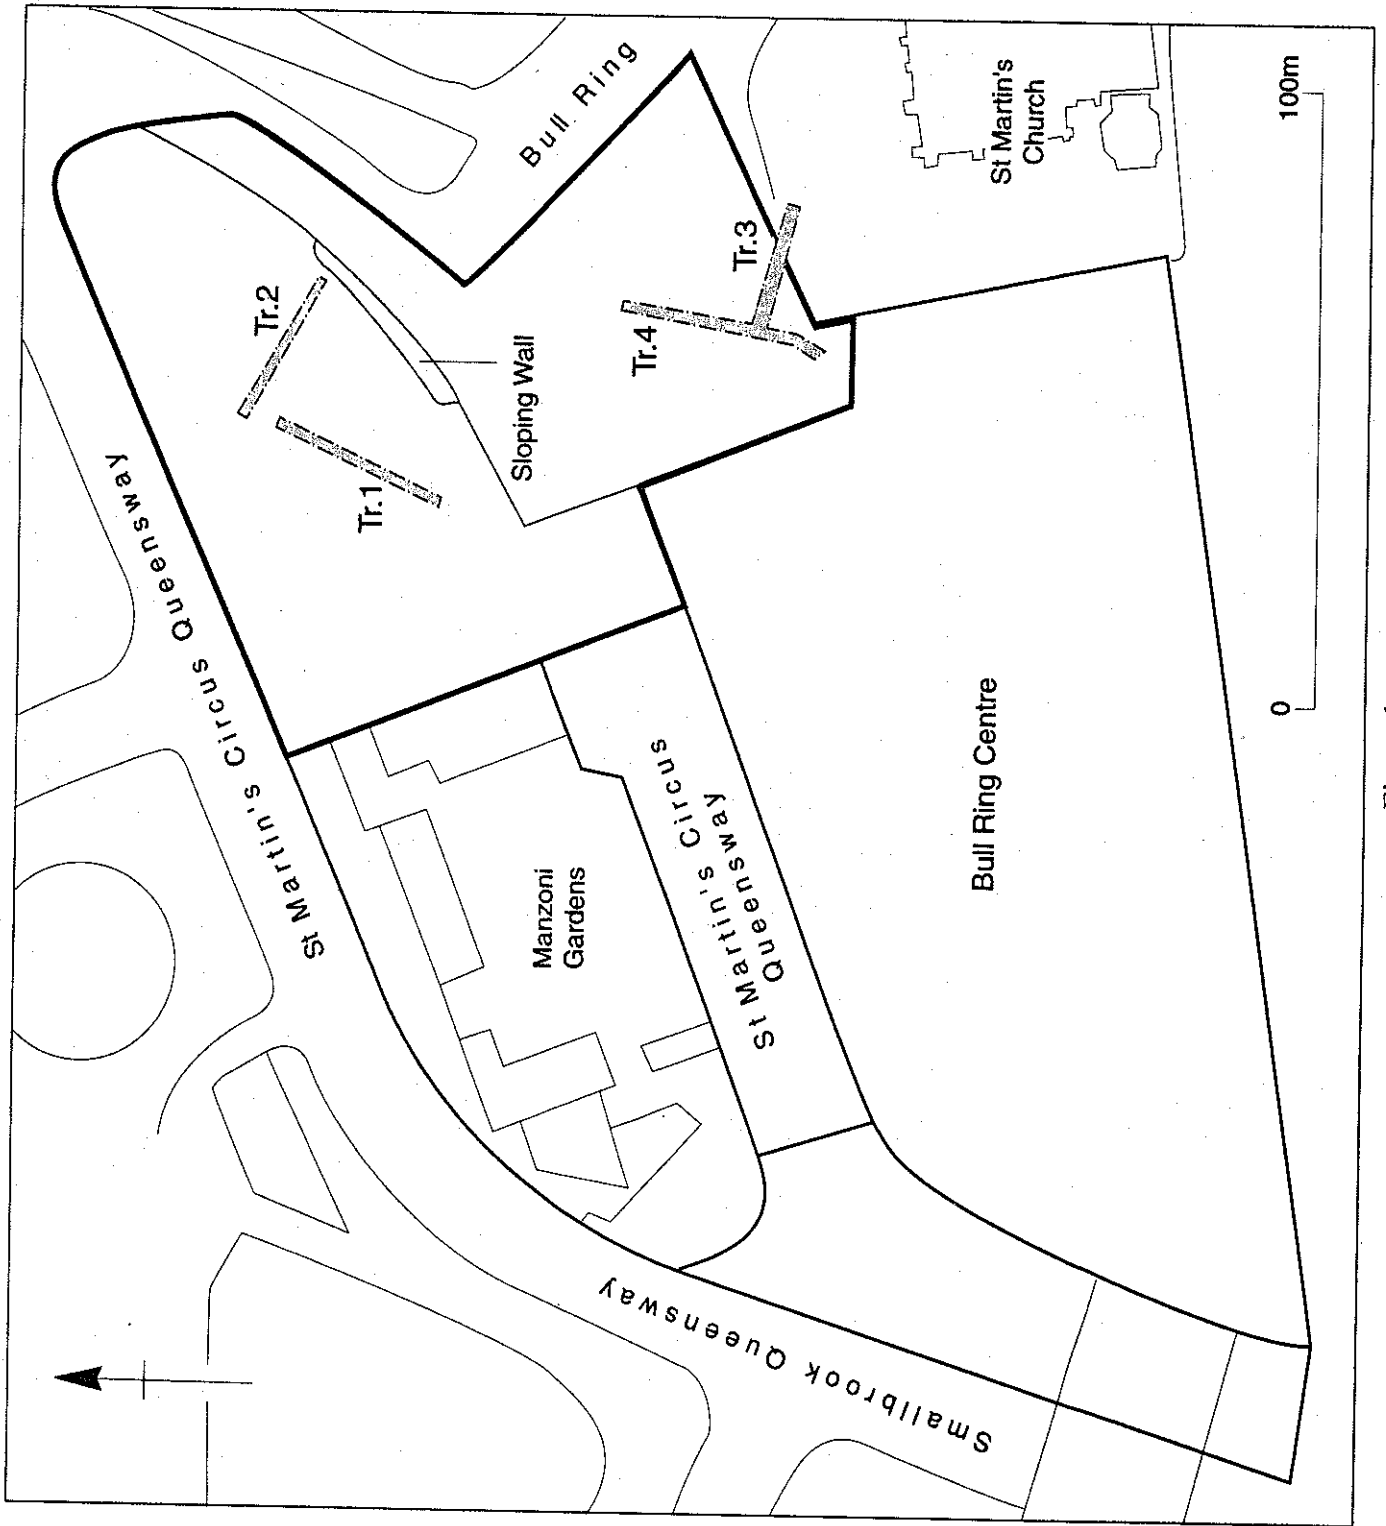 St Martin's Circus Queensway
Bull Ring
Tr.2
Tr.1
Sloping Wall
Tr.4
Tr.3
St Martin's
Church
Manzoni
Gardens
St Martin's Circus
Queensway
Smallbrook Queensway
Bull Ring Centre
0
100m